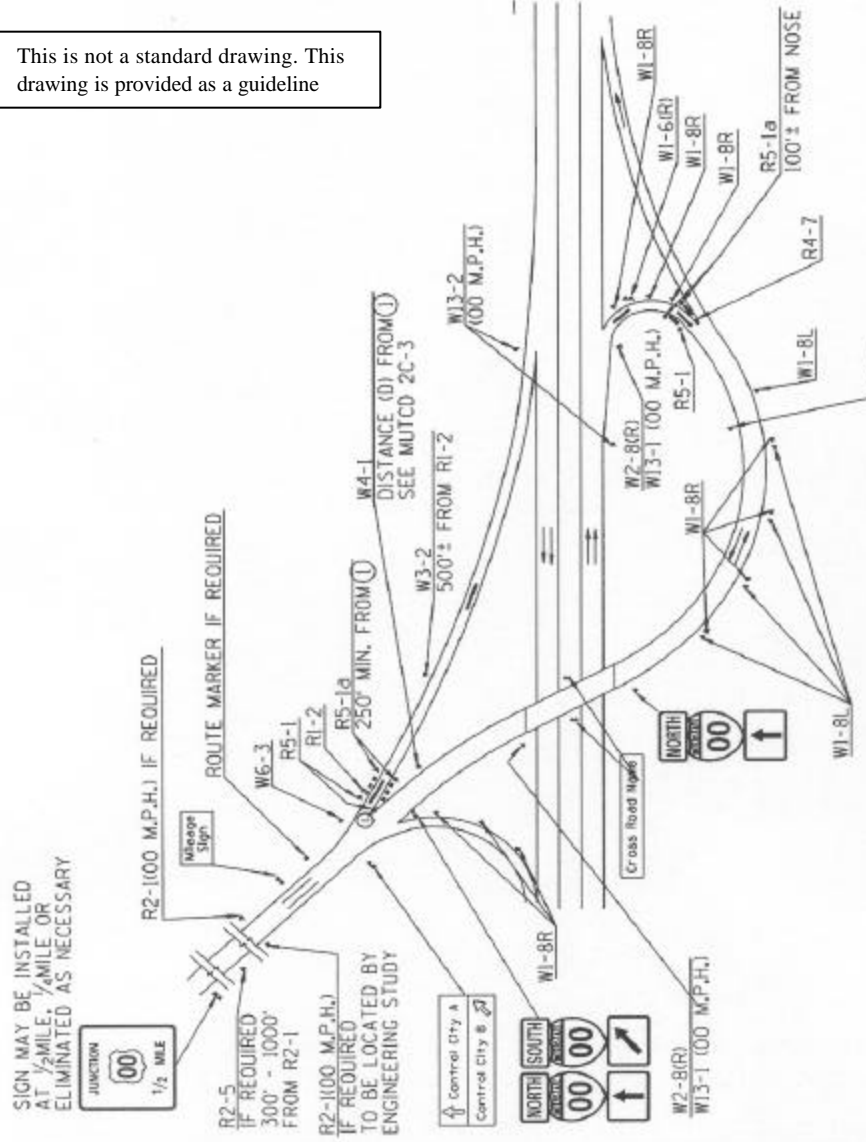 This is not a standard drawing. This
drawing is provided as a guideline
SIGN MAY BE INSTALLED
AT 1/2MILE, 1/4MILE OR
ELIMINATED AS NECESSARY
JUNCTION
00
1/2 MILE
R2-1(00 M.P.H.) IF REQUIRED
Mileage
Sign
ROUTE MARKER IF REQUIRED
W6-3
R5-1
R1-2
R5-1a
250' MIN. FROM ①
W4-1
DISTANCE (D) FROM ①
SEE MUTCD 2C-3
W3-2
500'± FROM R1-2
W13-2
(00 M.P.H.)
W1-8R
W1-6(R)
W1-8R
W1-8R
R5-1a
100'± FROM NOSE
R4-7
W1-8L
R2-5
IF REQUIRED
300' - 1000'
FROM R2-1
R2-1(00 M.P.H.)
IF REQUIRED
TO BE LOCATED BY
ENGINEERING STUDY
①
W2-8(R)
W13-1 (00 M.P.H.)
R5-1
W1-8R
Control City A
Control City B
W1-8R
Cross Road Name
NORTH
00
NORTH
00
SOUTH
00
W2-8(R)
W13-1 (00 M.P.H.)
W1-8L